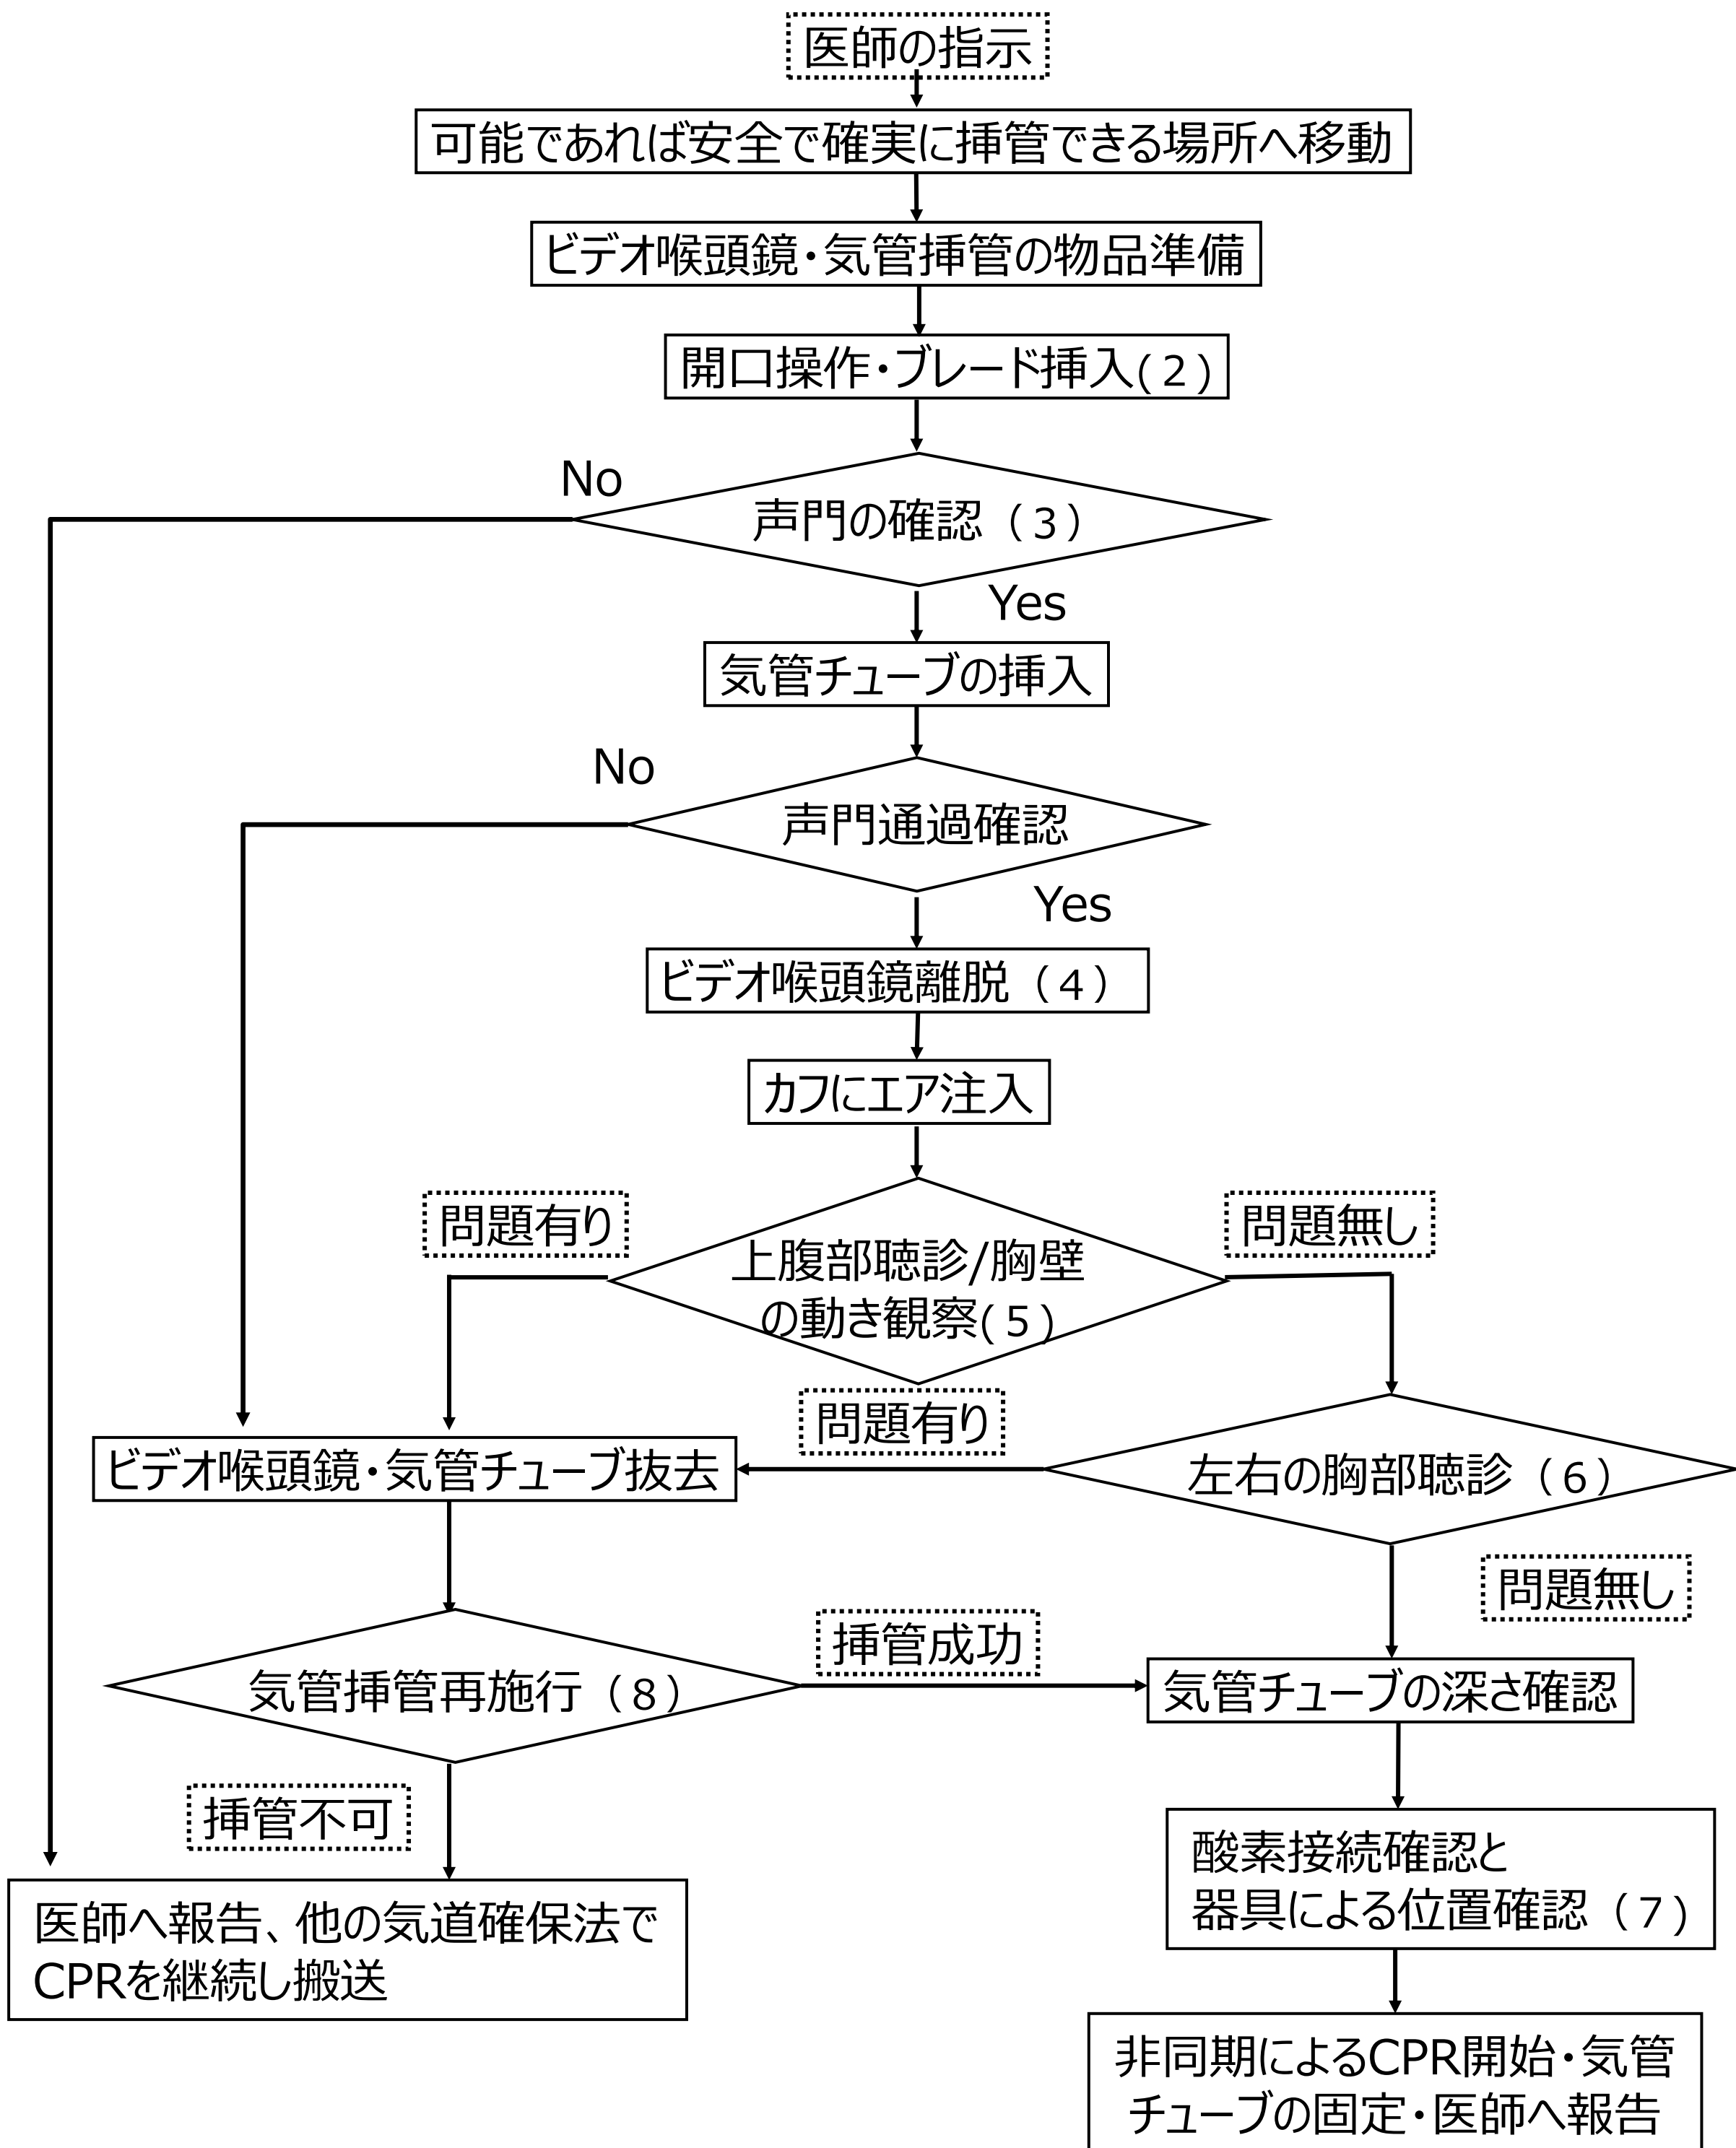 医師の指示
可能であれば安全で確実に挿管できる場所へ移動
ビデオ喉頭鏡・気管挿管の物品準備
開口操作・ブレード挿入(2)
No
声門の確認（3）
Yes
気管チューブの挿入
No
声門通過確認
Yes
ビデオ喉頭鏡離脱（4）
カフにエア注入
問題有り
問題無し
上腹部聴診/胸壁
の動き観察(5)
問題有り
ビデオ喉頭鏡・気管チューブ抜去
左右の胸部聴診（6）
問題無し
挿管成功
気管挿管再施行（8）
気管チューブの深さ確認
挿管不可
酸素接続確認と
器具による位置確認（7）
医師へ報告、他の気道確保法で
CPRを継続し搬送
非同期によるCPR開始・気管
チューブの固定・医師へ報告